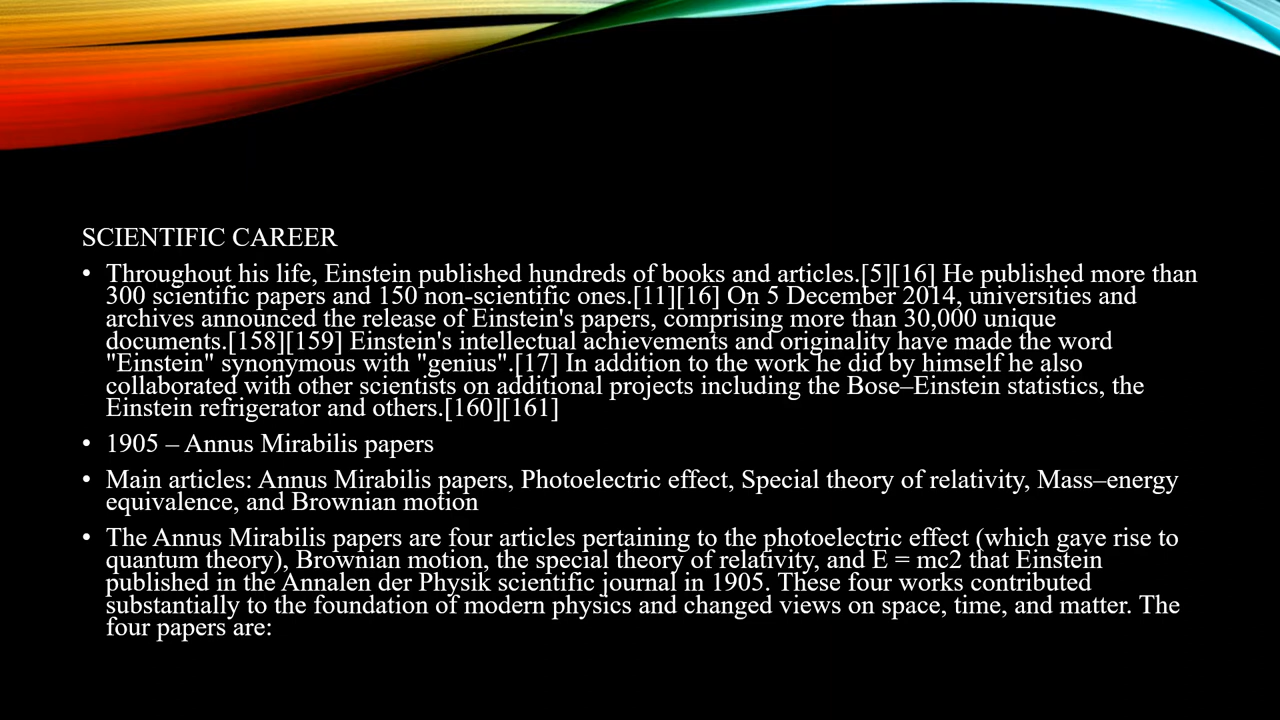 SCIENTIFIC CAREER
• Throughout his life, Einstein published hundreds of books and articles.[5][16] He published more than
300 scientific papers and 150 non-scientific ones.[11][16] On 5 December 2014, universities and
archives announced the release of Einstein's papers, comprising more than 30,000 unique
documents.[158][159] Einstein's intellectual achievements and originality have made the word
"Einstein" synonymous with "genius".[17] In addition to the work he did by himself he also
collaborated with other scientists on additional projects including the Bose–Einstein statistics, the
Einstein refrigerator and others.[160][161]
• 1905 – Annus Mirabilis papers
• Main articles: Annus Mirabilis papers, Photoelectric effect, Special theory of relativity, Mass–energy
equivalence, and Brownian motion
• The Annus Mirabilis papers are four articles pertaining to the photoelectric effect (which gave rise to
quantum theory), Brownian motion, the special theory of relativity, and E = mc2 that Einstein
published in the Annalen der Physik scientific journal in 1905. These four works contributed
substantially to the foundation of modern physics and changed views on space, time, and matter. The
four papers are: